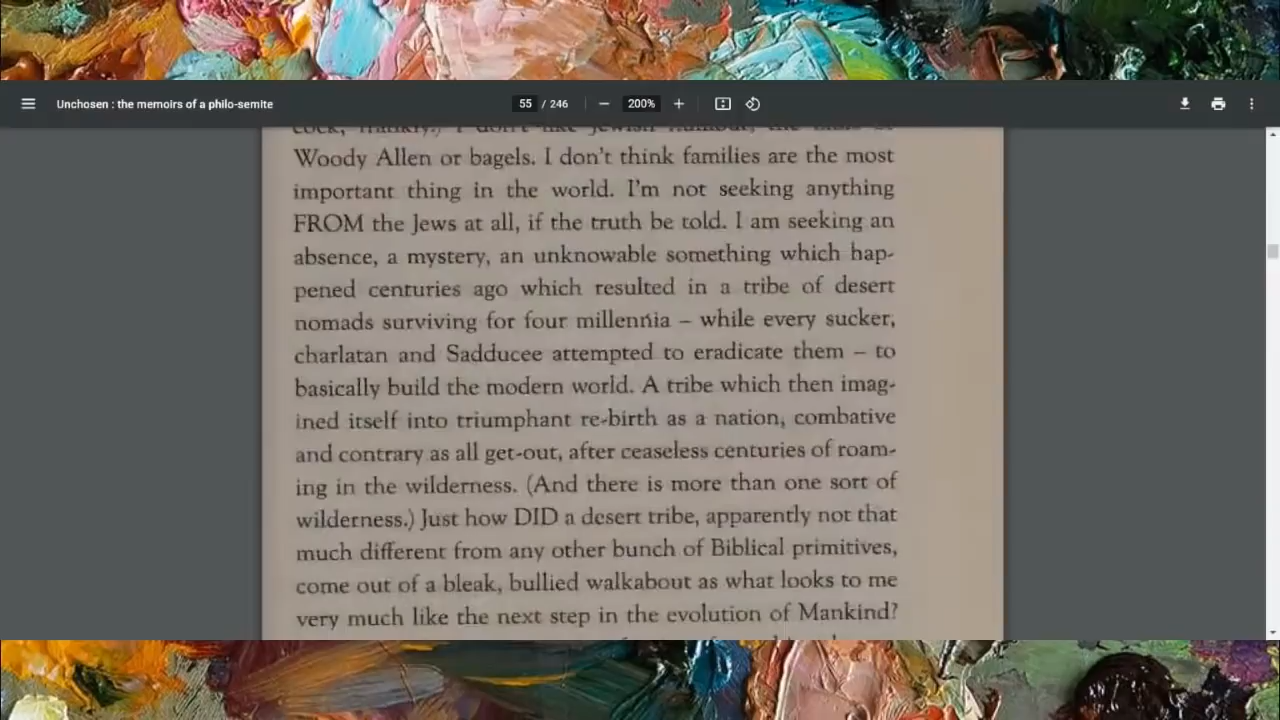 Unchosen : the memoirs of a philo-semite
55 / 246
200%
Woody Allen or bagels. I don't think families are the most
important thing in the world. I'm not seeking anything
FROM the Jews at all, if the truth be told. I am seeking an
absence, a mystery, an unknowable something which hap-
pened centuries ago which resulted in a tribe of desert
nomads surviving for four millennia – while every sucker,
charlatan and Sadducee attempted to eradicate them – to
basically build the modern world. A tribe which then imag-
ined itself into triumphant re-birth as a nation, combative
and contrary as all get-out, after ceaseless centuries of roam-
ing in the wilderness. (And there is more than one sort of
wilderness.) Just how DID a desert tribe, apparently not that
much different from any other bunch of Biblical primitives,
come out of a bleak, bullied walkabout as what looks to me
very much like the next step in the evolution of Mankind?